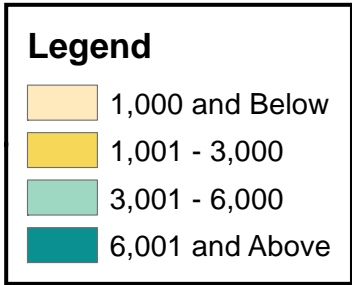 Legend
1,000 and Below
1,001 - 3,000
3,001 - 6,000
6,001 and Above